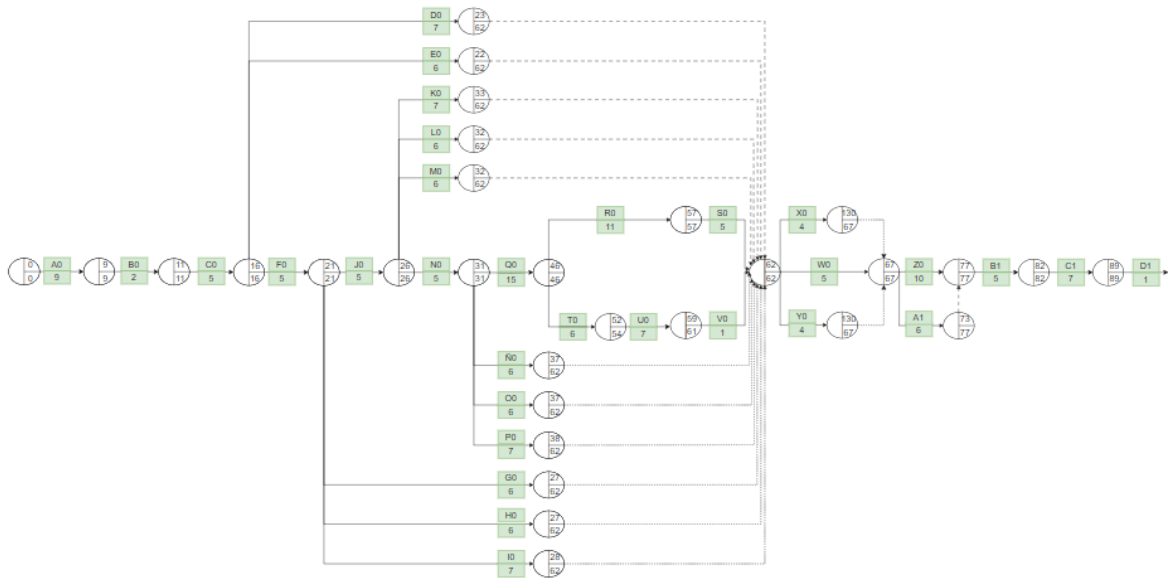 D0
7
23
62
E0
6
22
62
K0
7
33
62
L0
6
32
62
M0
6
32
62
R0
11
57
57
S0
5
X0
4
130
67
0
0
A0
9
9
9
B0
2
11
11
C0
5
16
16
F0
5
21
21
J0
5
26
26
N0
5
31
31
Q0
15
46
46
62
62
W0
5
67
67
Z0
10
77
77
B1
5
82
82
C1
7
89
89
D1
1
T0
6
52
54
U0
7
59
61
V0
1
Y0
4
130
67
A1
6
73
77
Ñ0
6
37
62
O0
6
37
62
P0
7
38
62
G0
6
27
62
H0
6
27
62
I0
7
28
62